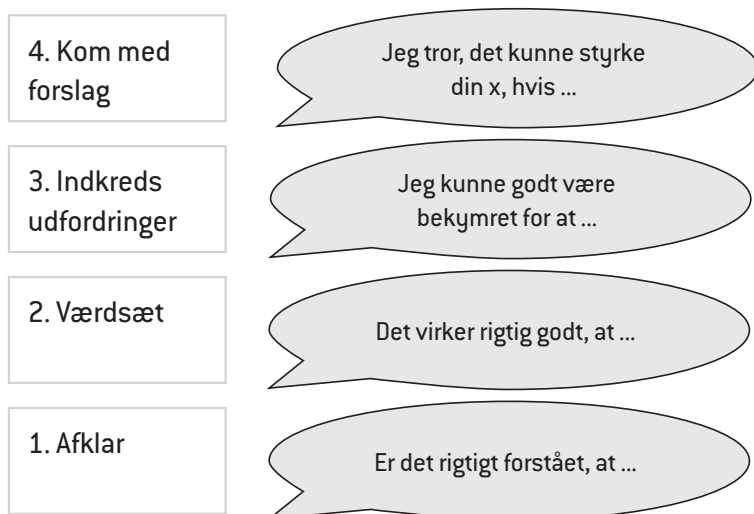 4. Kom med
forslag
Jeg tror, det kunne styrke
din x, hvis ...
3. Indkreds
udfordringer
Jeg kunne godt være
bekymret for at ...
2. Værdsæt
Det virker rigtig godt, at ...
1. Afklar
Er det rigtigt forstået, at ...